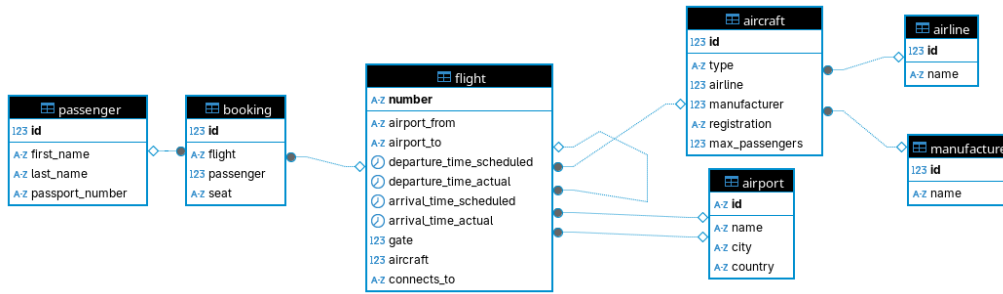 passenger
123 id
A-Z first_name
A-Z last_name
A-Z passport_number
booking
123 id
A-Z flight
123 passenger
A-Z seat
flight
A-Z number
A-Z airport_from
A-Z airport_to
departure_time_scheduled
departure_time_actual
arrival_time_scheduled
arrival_time_actual
123 gate
123 aircraft
A-Z connects_to
aircraft
123 id
A-Z type
123 airline
123 manufacturer
A-Z registration
123 max_passengers
airport
A-Z id
A-Z name
A-Z city
A-Z country
airline
123 id
A-Z name
manufacture
123 id
A-Z name